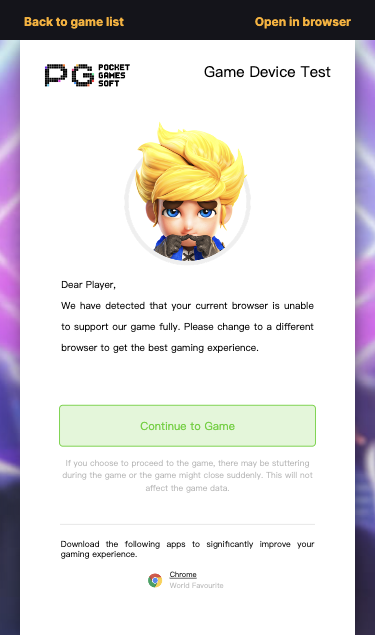 Back to game list
Open in browser
PG POCKET GAMES SOFT
Game Device Test
Dear Player,
We have detected that your current browser is unable
to support our game fully. Please change to a different
browser to get the best gaming experience.
Continue to Game
If you choose to proceed to the game, there may be stuttering
during the game or the game might close suddenly. This will not
affect the game data.
Download the following apps to significantly improve your
gaming experience.
Chrome
World Favourite